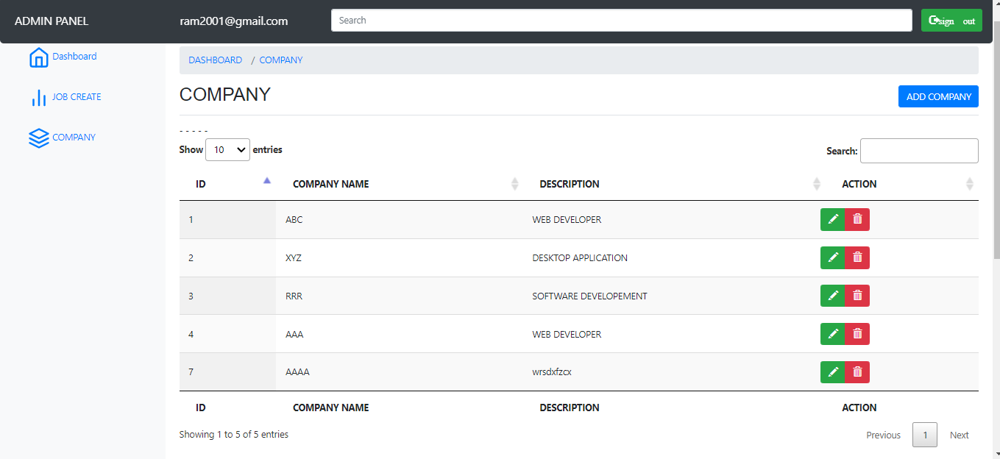 ADMIN PANEL ram2001@gmail.com Search sign out
Dashboard
JOB CREATE
COMPANY
DASHBOARD / COMPANY
COMPANY ADD COMPANY
- - - - -
Show 10 entries Search:
ID COMPANY NAME DESCRIPTION ACTION
1 ABC WEB DEVELOPER
2 XYZ DESKTOP APPLICATION
3 RRR SOFTWARE DEVELOPEMENT
4 AAA WEB DEVELOPER
7 AAAA wrsdxfzcx
ID COMPANY NAME DESCRIPTION ACTION
Showing 1 to 5 of 5 entries Previous 1 Next